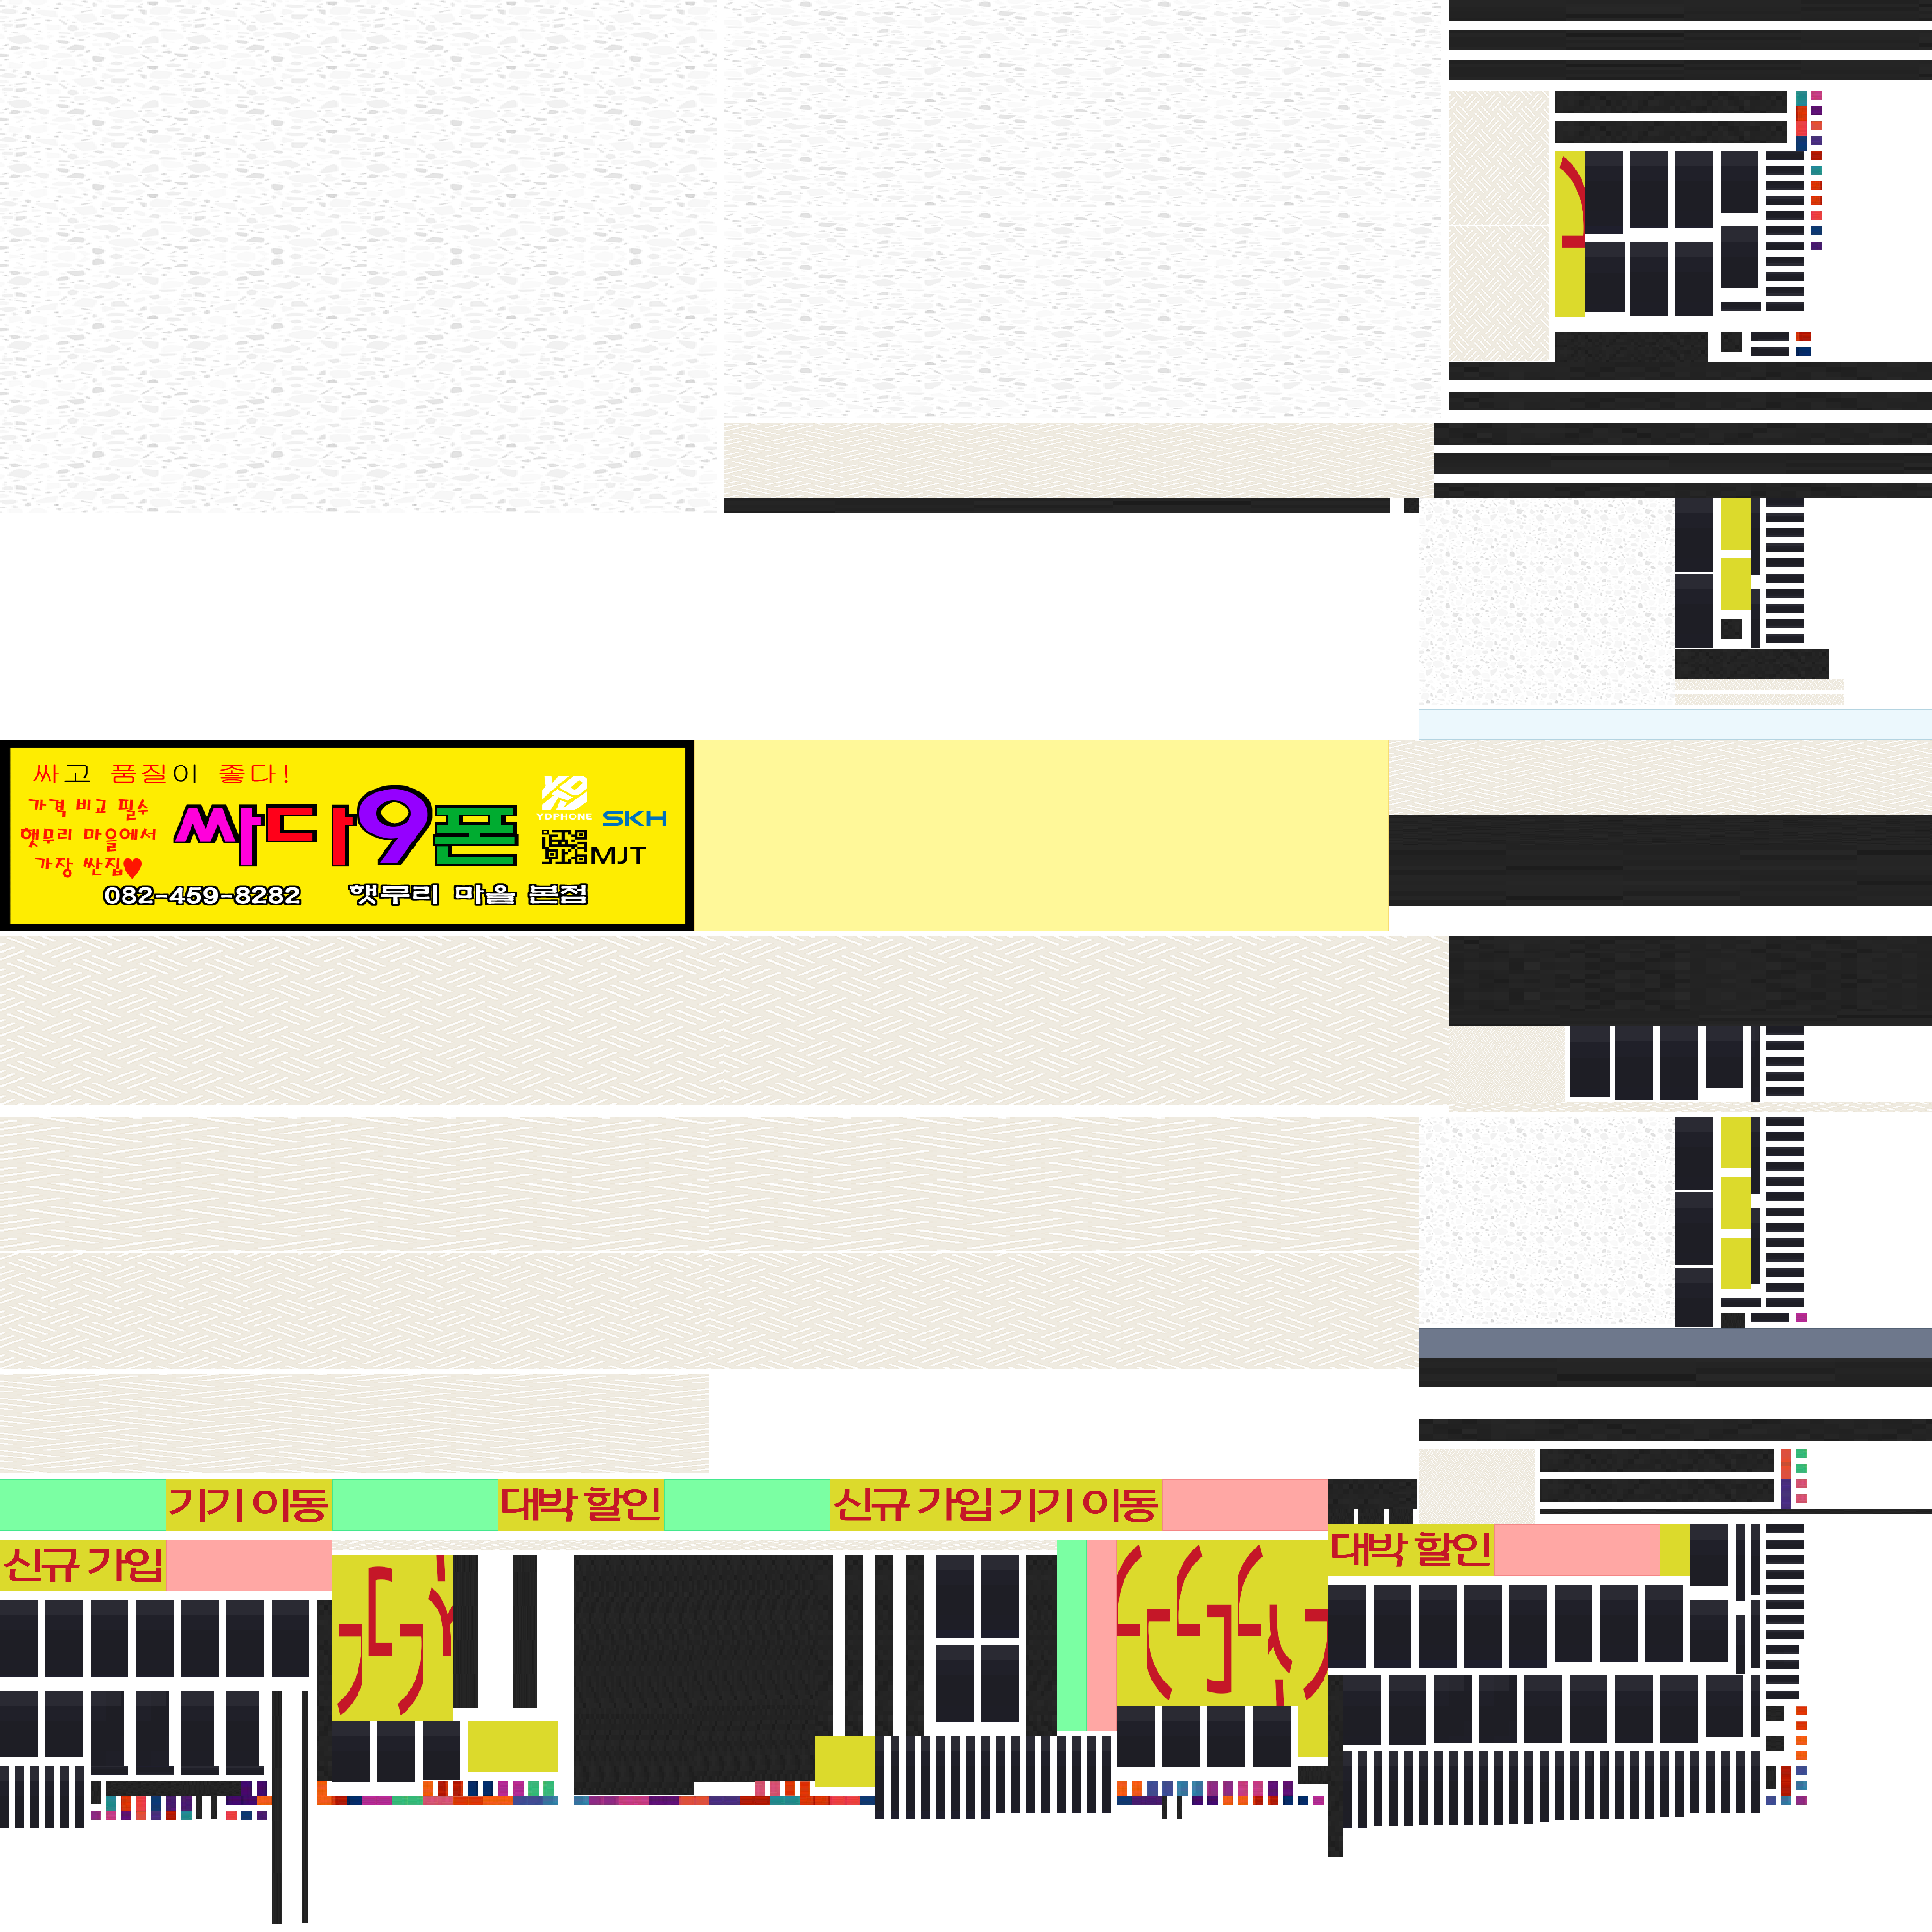 싸고 품질이 좋다!
가격 비교 필수
햇무리 마을에서
가장 싼집♥
싸다9폰
YOPHONE
SKH
MJT
082-459-8282 햇무리 마을 본점
기기 이동
대박 할인
신규 가입 기기 이동
신규 가입
대박 할인